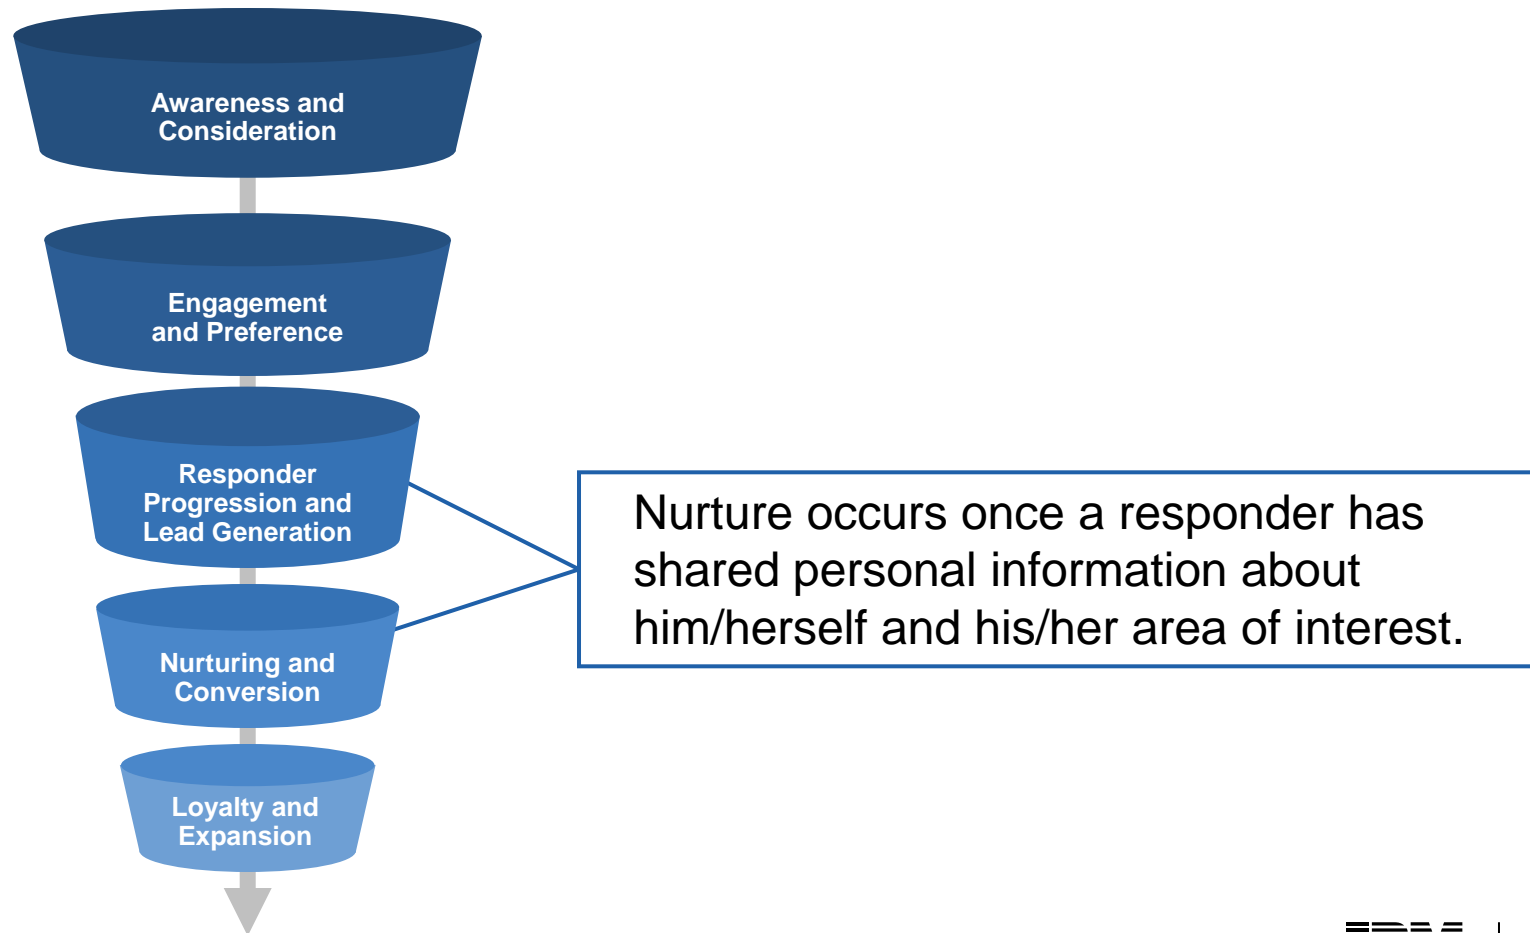 Awareness and
Consideration
Engagement
and Preference
Responder
Progression and
Lead Generation
Nurture occurs once a responder has
shared personal information about
him/herself and his/her area of interest.
Nurturing and
Conversion
Loyalty and
Expansion